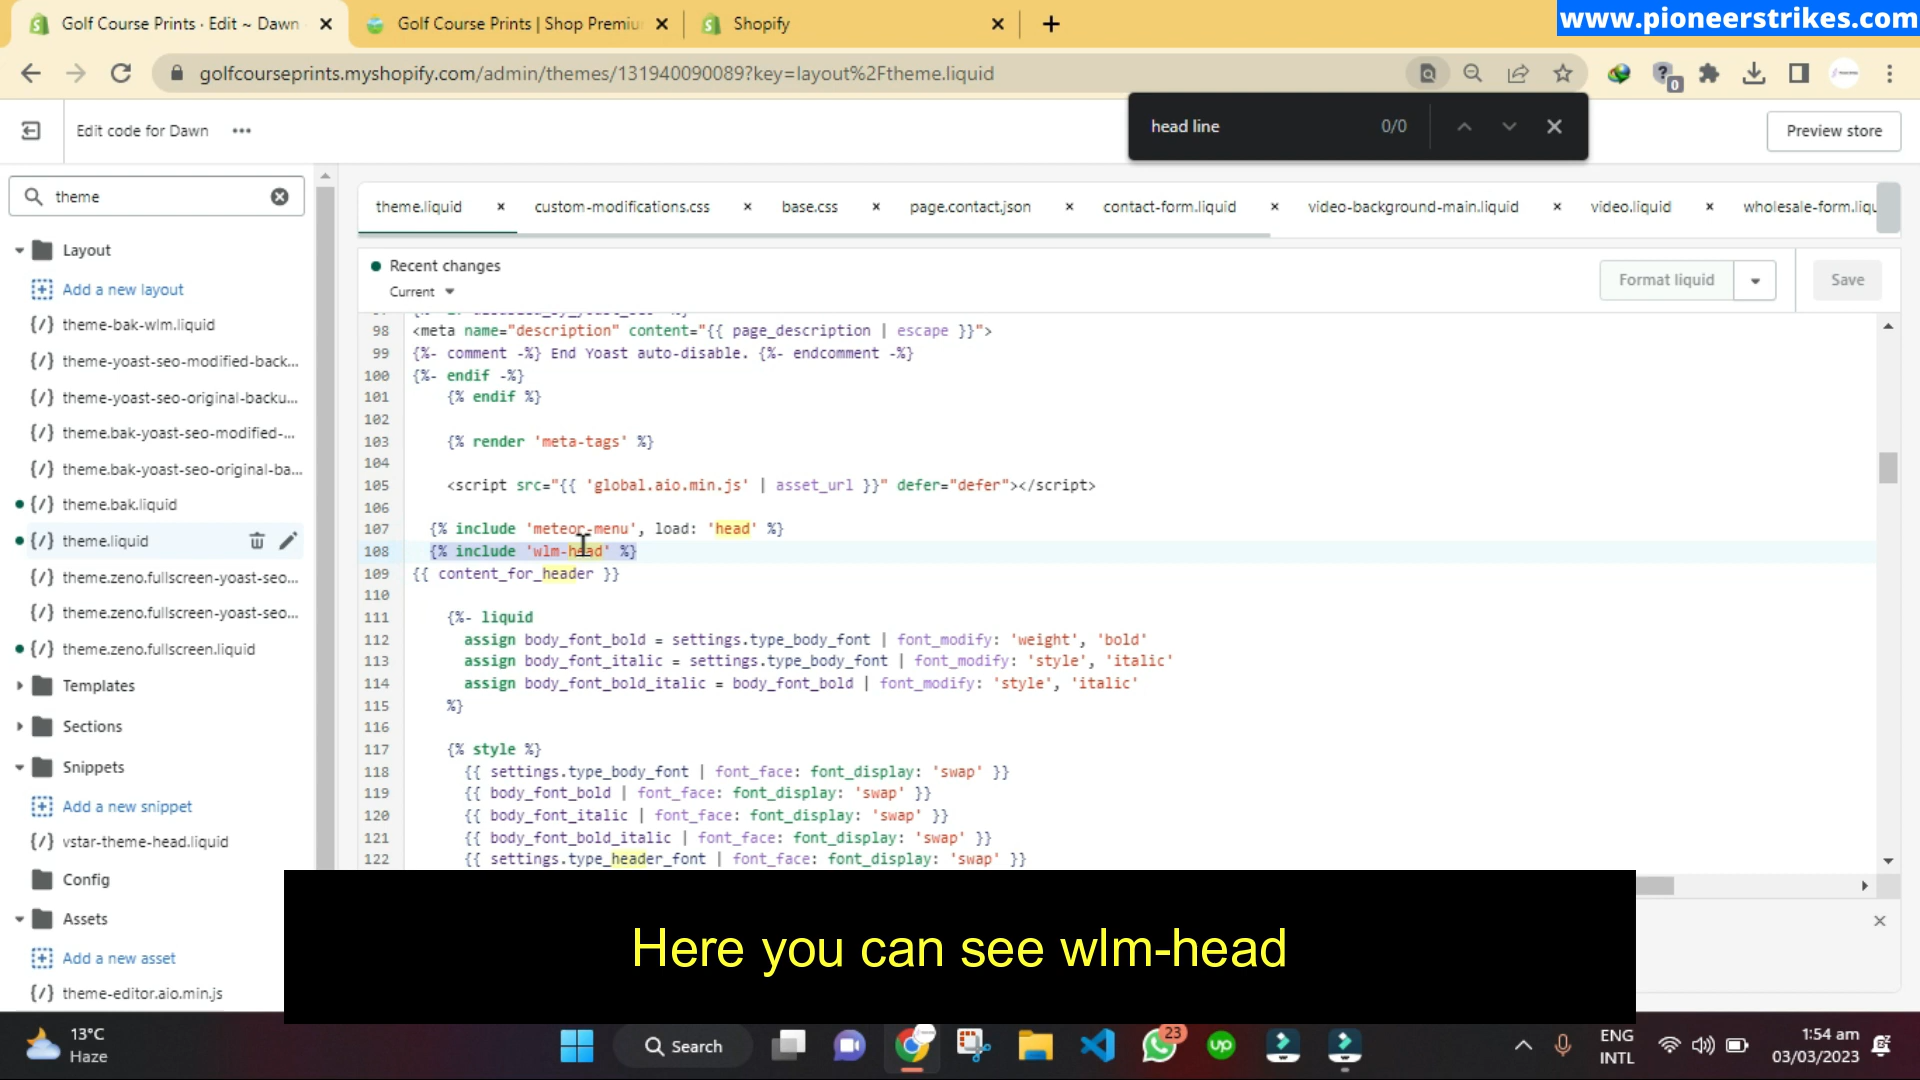 www.pioneerstrikes.com
Golf Course Prints · Edit ~ Dawn
Golf Course Prints | Shop Premiu
Shopify
golfcourseprints.myshopify.com/admin/themes/131940090089?key=layout%2Ftheme.liquid
0
head line 0/0
Edit code for Dawn
Preview store
theme
theme.liquid
custom-modifications.css
base.css
page.contact.json
contact-form.liquid
video-background-main.liquid
video.liquid
wholesale-form.liqu
Layout
Add a new layout
{/} theme-bak-wlm.liquid
{/} theme-yoast-seo-modified-back...
{/} theme-yoast-seo-original-backu...
{/} theme.bak-yoast-seo-modified-...
{/} theme.bak-yoast-seo-original-ba...
{/} theme.bak.liquid
{/} theme.liquid
{/} theme.zeno.fullscreen-yoast-seo...
{/} theme.zeno.fullscreen-yoast-seo...
{/} theme.zeno.fullscreen.liquid
Templates
Sections
Snippets
Add a new snippet
{/} vstar-theme-head.liquid
Config
Assets
Add a new asset
{/} theme-editor.aio.min.js
Recent changes
Current
Format liquid
Save
98 <meta name="description" content="{{ page_description | escape }}">
99 {%- comment -%} End Yoast auto-disable. {%- endcomment -%}
100 {%- endif -%}
101 {% endif %}
102
103 {% render 'meta-tags' %}
104
105 <script src="{{ 'global.aio.min.js' | asset_url }}" defer="defer"></script>
106
107 {% include 'meteor-menu', load: 'head' %}
108 {% include 'wlm-head' %}
109 {{ content_for_header }}
110
111 {%- liquid
112 assign body_font_bold = settings.type_body_font | font_modify: 'weight', 'bold'
113 assign body_font_italic = settings.type_body_font | font_modify: 'style', 'italic'
114 assign body_font_bold_italic = body_font_bold | font_modify: 'style', 'italic'
115 %}
116
117 {% style %}
118 {{ settings.type_body_font | font_face: font_display: 'swap' }}
119 {{ body_font_bold | font_face: font_display: 'swap' }}
120 {{ body_font_italic | font_face: font_display: 'swap' }}
121 {{ body_font_bold_italic | font_face: font_display: 'swap' }}
122 {{ settings.type_header_font | font_face: font_display: 'swap' }}
Here you can see wlm-head
13°C
Haze
Search
23
up
ENG
INTL
1:54 am
03/03/2023